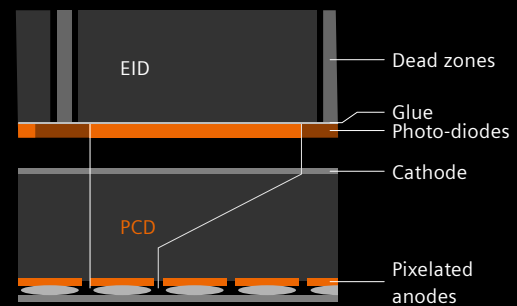 EID
Dead zones
Glue
Photo-diodes
Cathode
PCD
Pixelated
anodes